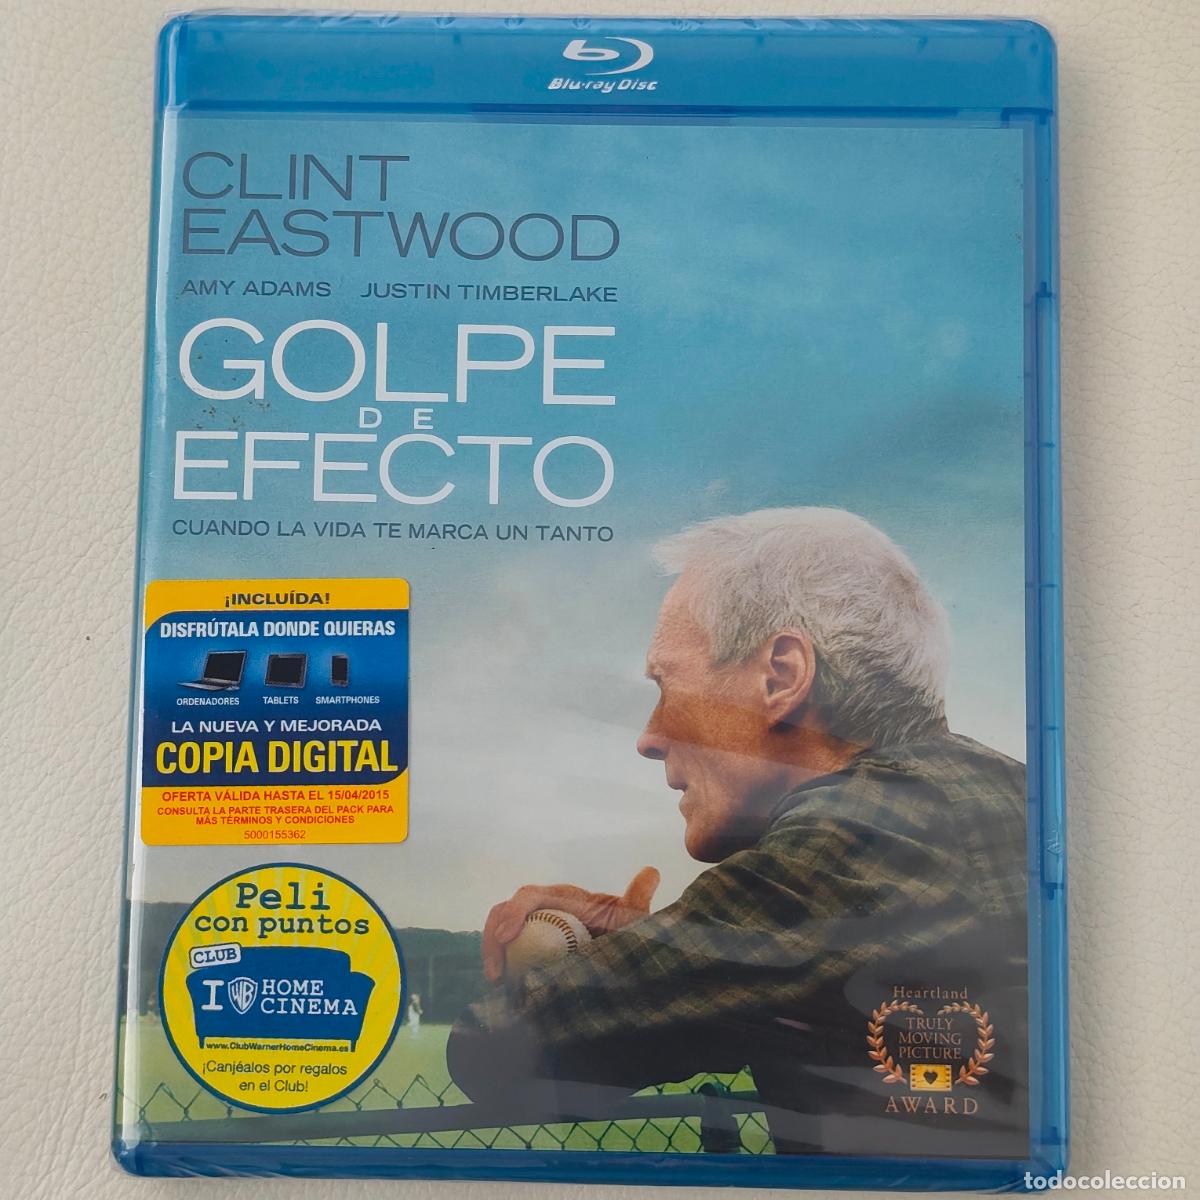 Blu-ray Disc
CLINT
EASTWOOD
AMY ADAMS JUSTIN TIMBERLAKE
GOLPE
DE
EFECTO
CUANDO LA VIDA TE MARCA UN TANTO
¡INCLUÍDA!
DISFRÚTALA DONDE QUIERAS
ORDENADORES TABLETS SMARTPHONES
LA NUEVA Y MEJORADA
COPIA DIGITAL
OFERTA VÁLIDA HASTA EL 15/04/2015
CONSULTA LA PARTE TRASERA DEL PACK PARA
MÁS TÉRMINOS Y CONDICIONES
5000155362
Peli
con puntos
CLUB
I WB HOME
CINEMA
www.ClubWarnerHomeCinema.es
¡Canjéalos por regalos
en el Club!
Heartland
TRULY
MOVING
PICTURE
AWARD
todocoleccion